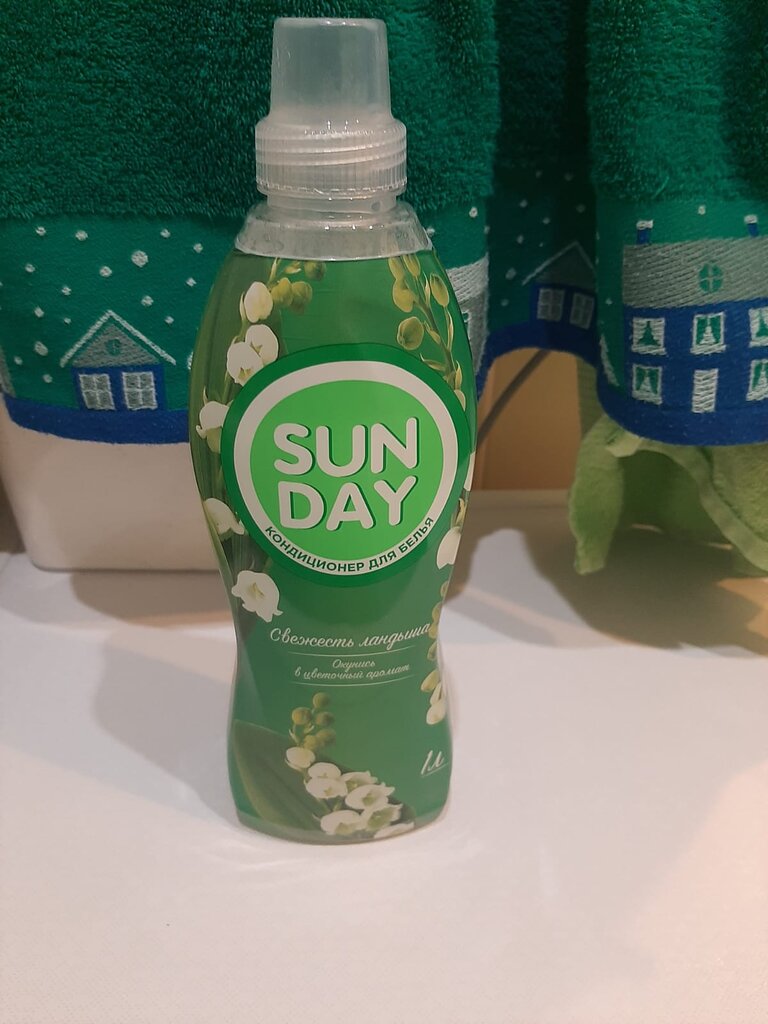 SUN
DAY
КОНДИЦИОНЕР ДЛЯ БЕЛЬЯ
Свежесть ландыша
Окунись
в цветочный аромат
1л